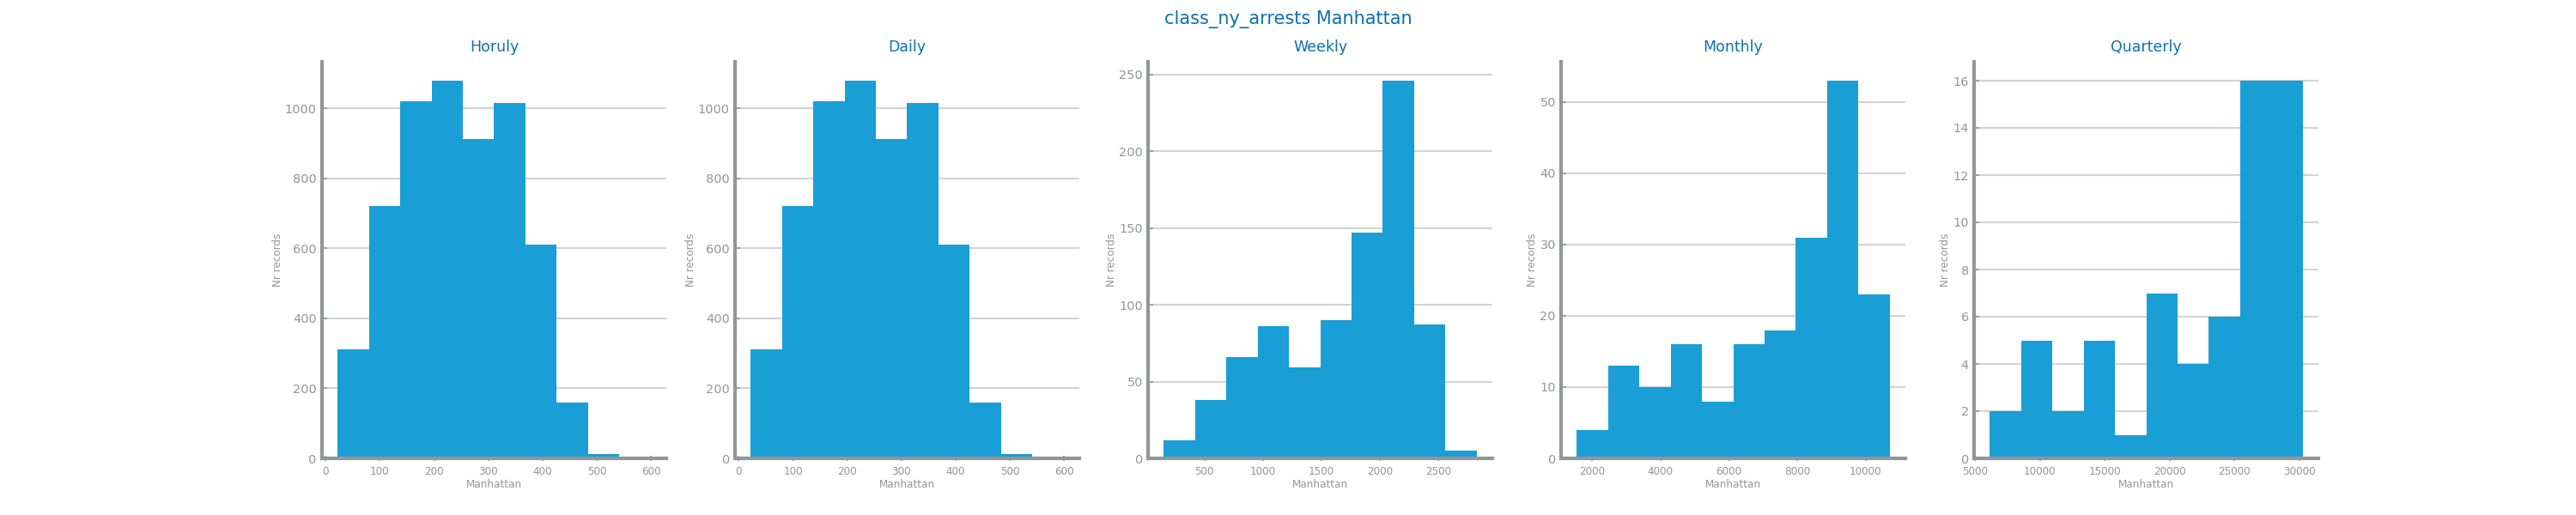 class_ny_arrests Manhattan
Horuly
1000
800
600
400
200
0
Nr records
0 100 200 300 400 500 600
Manhattan
Daily
1000
800
600
400
200
0
Nr records
0 100 200 300 400 500 600
Manhattan
Weekly
250
200
150
100
50
0
Nr records
500 1000 1500 2000 2500
Manhattan
Monthly
50
40
30
20
10
0
Nr records
2000 4000 6000 8000 10000
Manhattan
Quarterly
16
14
12
10
8
6
4
2
0
Nr records
5000 10000 15000 20000 25000 30000
Manhattan